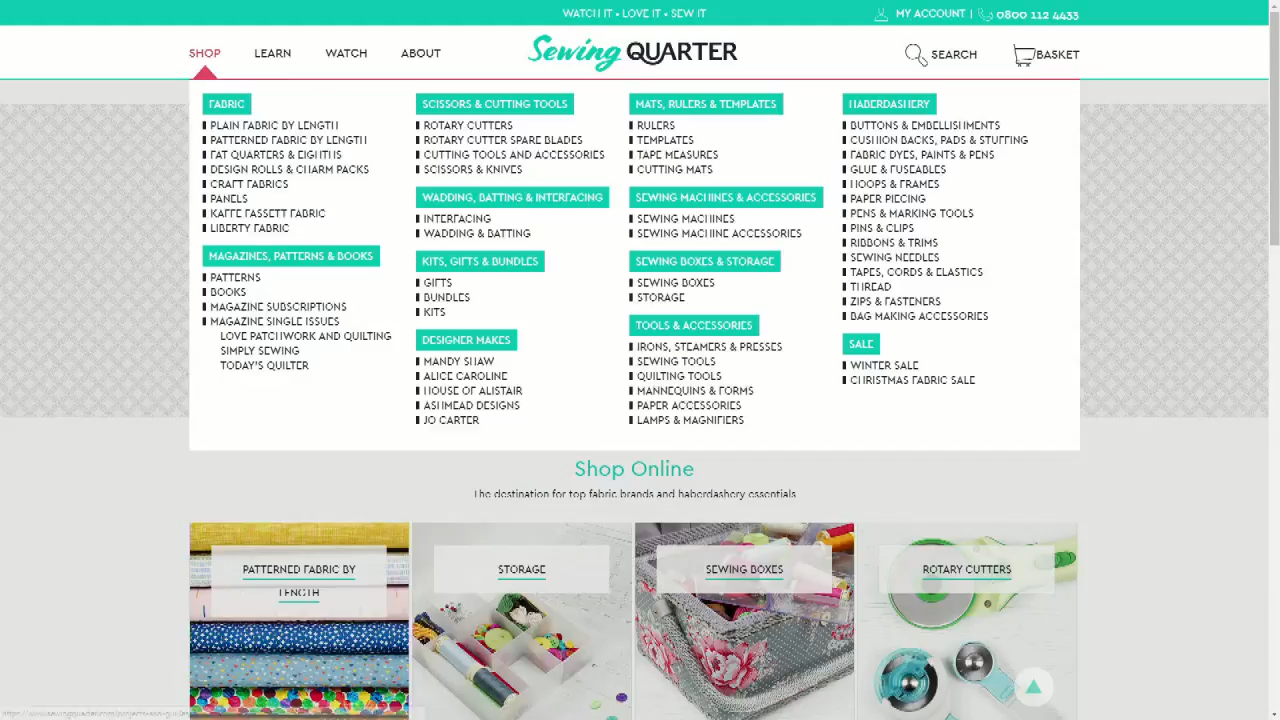 WATCH IT • LOVE IT • SEW IT
MY ACCOUNT | 0800 112 4433
SHOP LEARN WATCH ABOUT Sewing QUARTER SEARCH BASKET
FABRIC
PLAIN FABRIC BY LENGTH
PATTERNED FABRIC BY LENGTH
FAT QUARTERS & EIGHTHS
DESIGN ROLLS & CHARM PACKS
CRAFT FABRICS
PANELS
KAFFE FASSETT FABRIC
LIBERTY FABRIC
MAGAZINES, PATTERNS & BOOKS
PATTERNS
BOOKS
MAGAZINE SUBSCRIPTIONS
MAGAZINE SINGLE ISSUES
LOVE PATCHWORK AND QUILTING
SIMPLY SEWING
TODAY'S QUILTER
SCISSORS & CUTTING TOOLS
ROTARY CUTTERS
ROTARY CUTTER SPARE BLADES
CUTTING TOOLS AND ACCESSORIES
SCISSORS & KNIVES
WADDING, BATTING & INTERFACING
INTERFACING
WADDING & BATTING
KITS, GIFTS & BUNDLES
GIFTS
BUNDLES
KITS
DESIGNER MAKES
MANDY SHAW
ALICE CAROLINE
HOUSE OF ALISTAIR
ASHMEAD DESIGNS
JO CARTER
MATS, RULERS & TEMPLATES
RULERS
TEMPLATES
TAPE MEASURES
CUTTING MATS
SEWING MACHINES & ACCESSORIES
SEWING MACHINES
SEWING MACHINE ACCESSORIES
SEWING BOXES & STORAGE
SEWING BOXES
STORAGE
TOOLS & ACCESSORIES
IRONS, STEAMERS & PRESSES
SEWING TOOLS
QUILTING TOOLS
MANNEQUINS & FORMS
PAPER ACCESSORIES
LAMPS & MAGNIFIERS
HABERDASHERY
BUTTONS & EMBELLISHMENTS
CUSHION BACKS, PADS & STUFFING
FABRIC DYES, PAINTS & PENS
GLUE & FUSEABLES
HOOPS & FRAMES
PAPER PIECING
PENS & MARKING TOOLS
PINS & CLIPS
RIBBONS & TRIMS
SEWING NEEDLES
TAPES, CORDS & ELASTICS
THREAD
ZIPS & FASTENERS
BAG MAKING ACCESSORIES
SALE
WINTER SALE
CHRISTMAS FABRIC SALE
Shop Online
The destination for top fabric brands and haberdashery essentials
PATTERNED FABRIC BY
LENGTH
STORAGE
SEWING BOXES
ROTARY CUTTERS